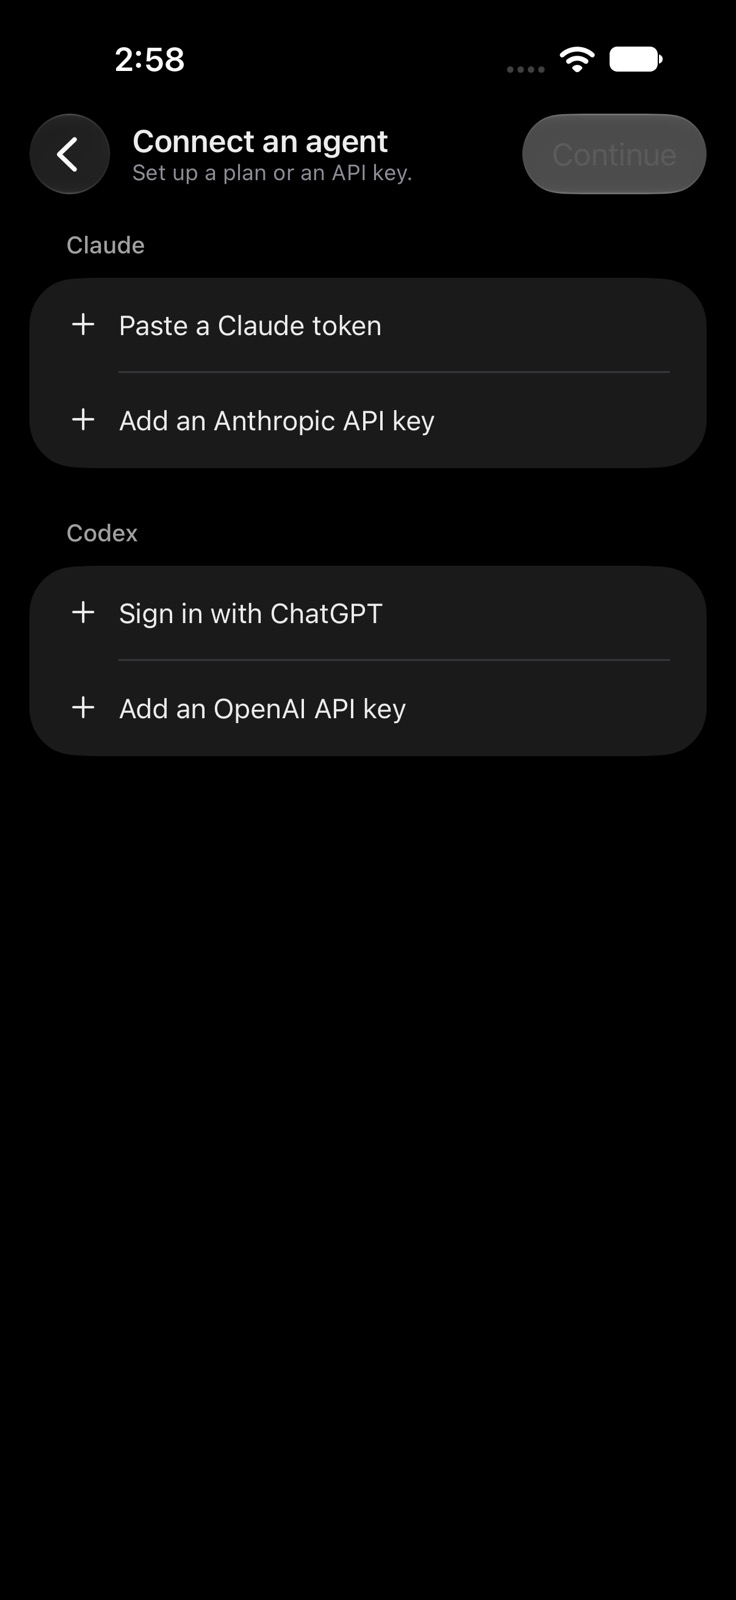 2:58
Connect an agent
Set up a plan or an API key.
Continue
Claude
Paste a Claude token
Add an Anthropic API key
Codex
Sign in with ChatGPT
Add an OpenAI API key